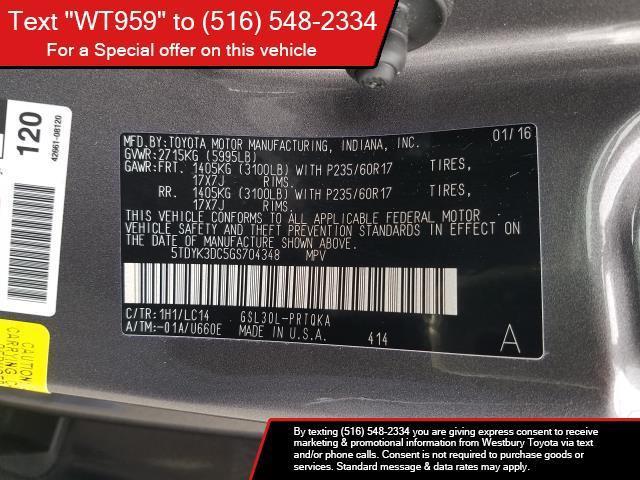 Text "WT959" to (516) 548-2334
For a Special offer on this vehicle
120
42661-08120
MFD.BY:TOYOTA MOTOR MANUFACTURING, INDIANA, INC. 01/16
GVWR:2715KG (5995LB)
GAWR:FRT. 1405KG (3100LB) WITH P235/60R17 TIRES,
17X7J RIMS.
RR. 1405KG (3100LB) WITH P235/60R17 TIRES,
17X7J RIMS.
THIS VEHICLE CONFORMS TO ALL APPLICABLE FEDERAL MOTOR
VEHICLE SAFETY AND THEFT PREVENTION STANDARDS IN EFFECT ON
THE DATE OF MANUFACTURE SHOWN ABOVE.
5TDYK3DC5GS704348 MPV
C/TR:1H1/LC14 GSL30L-PRTQKA
A/TM:-01A/U660E MADE IN U.S.A. 414 A
CAUTION
CARRYING
By texting (516) 548-2334 you are giving express consent to receive
marketing & promotional information from Westbury Toyota via text
and/or phone calls. Consent is not required to purchase goods or
services. Standard message & data rates may apply.